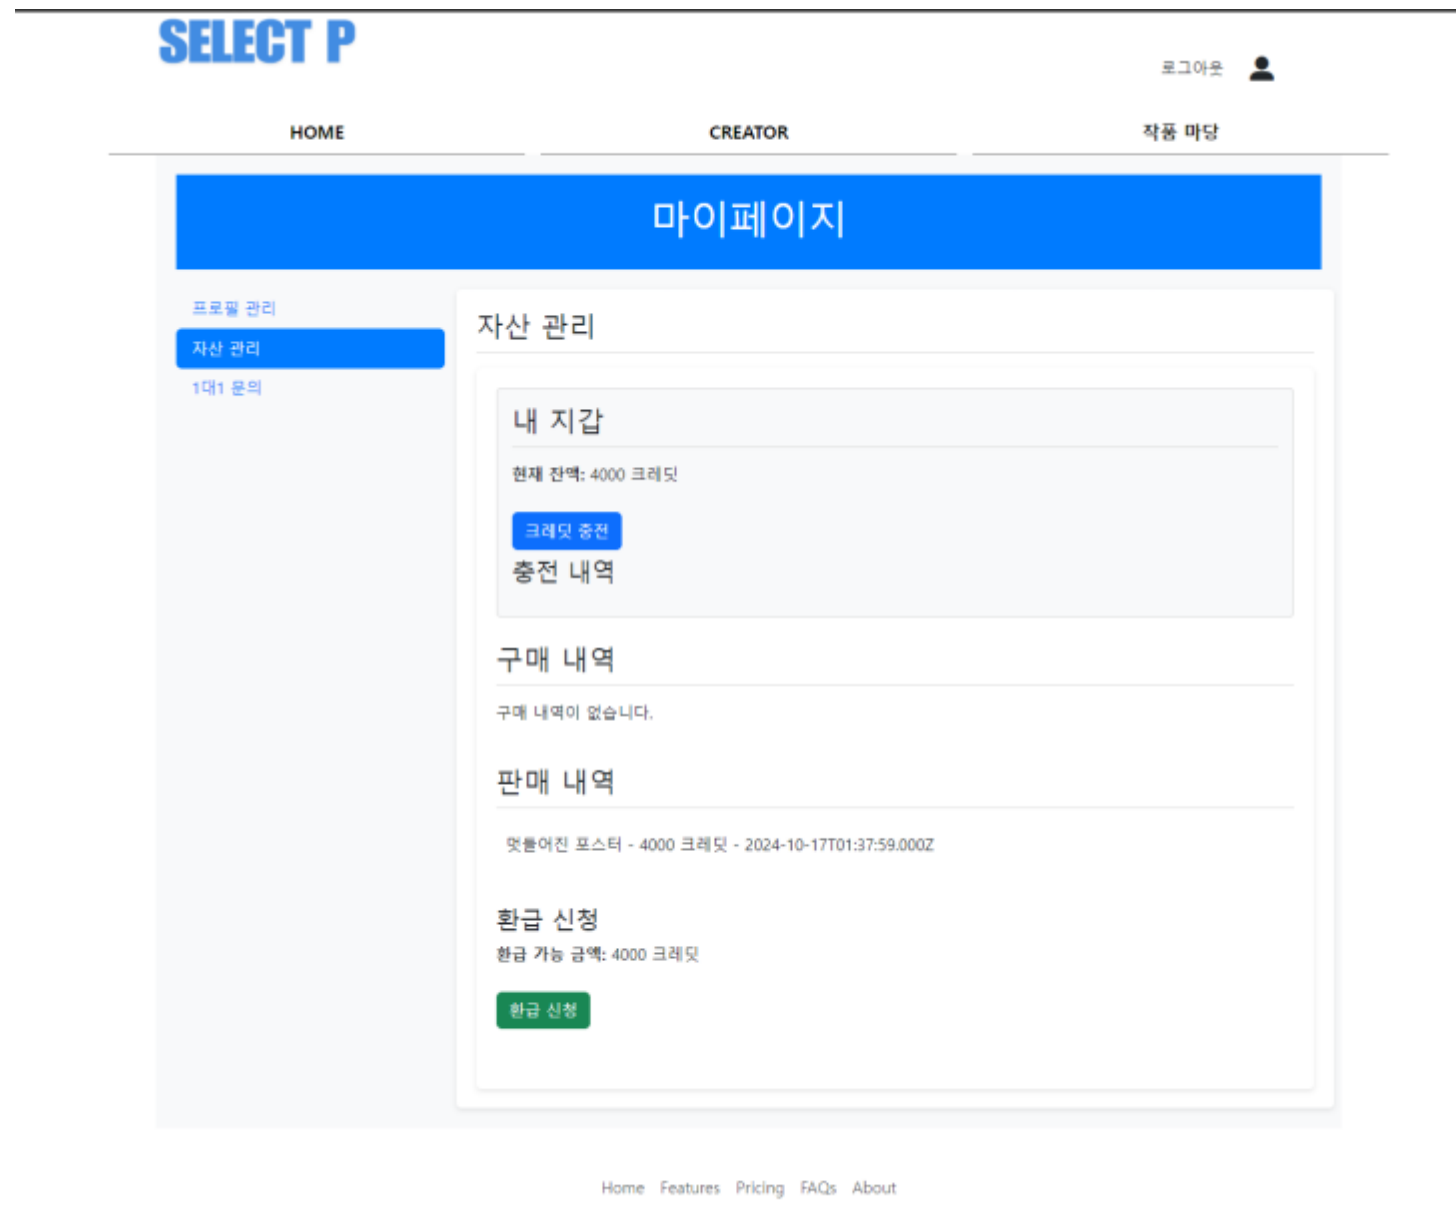 SELECT P
로그아웃
HOME CREATOR 작품 마당
마이페이지
프로필 관리
자산 관리
1대1 문의
자산 관리
내 지갑
현재 잔액: 4000 크레딧
크레딧 충전
충전 내역
구매 내역
구매 내역이 없습니다.
판매 내역
멋들어진 포스터 - 4000 크레딧 - 2024-10-17T01:37:59.000Z
환급 신청
환급 가능 금액: 4000 크레딧
환급 신청
Home Features Pricing FAQs About